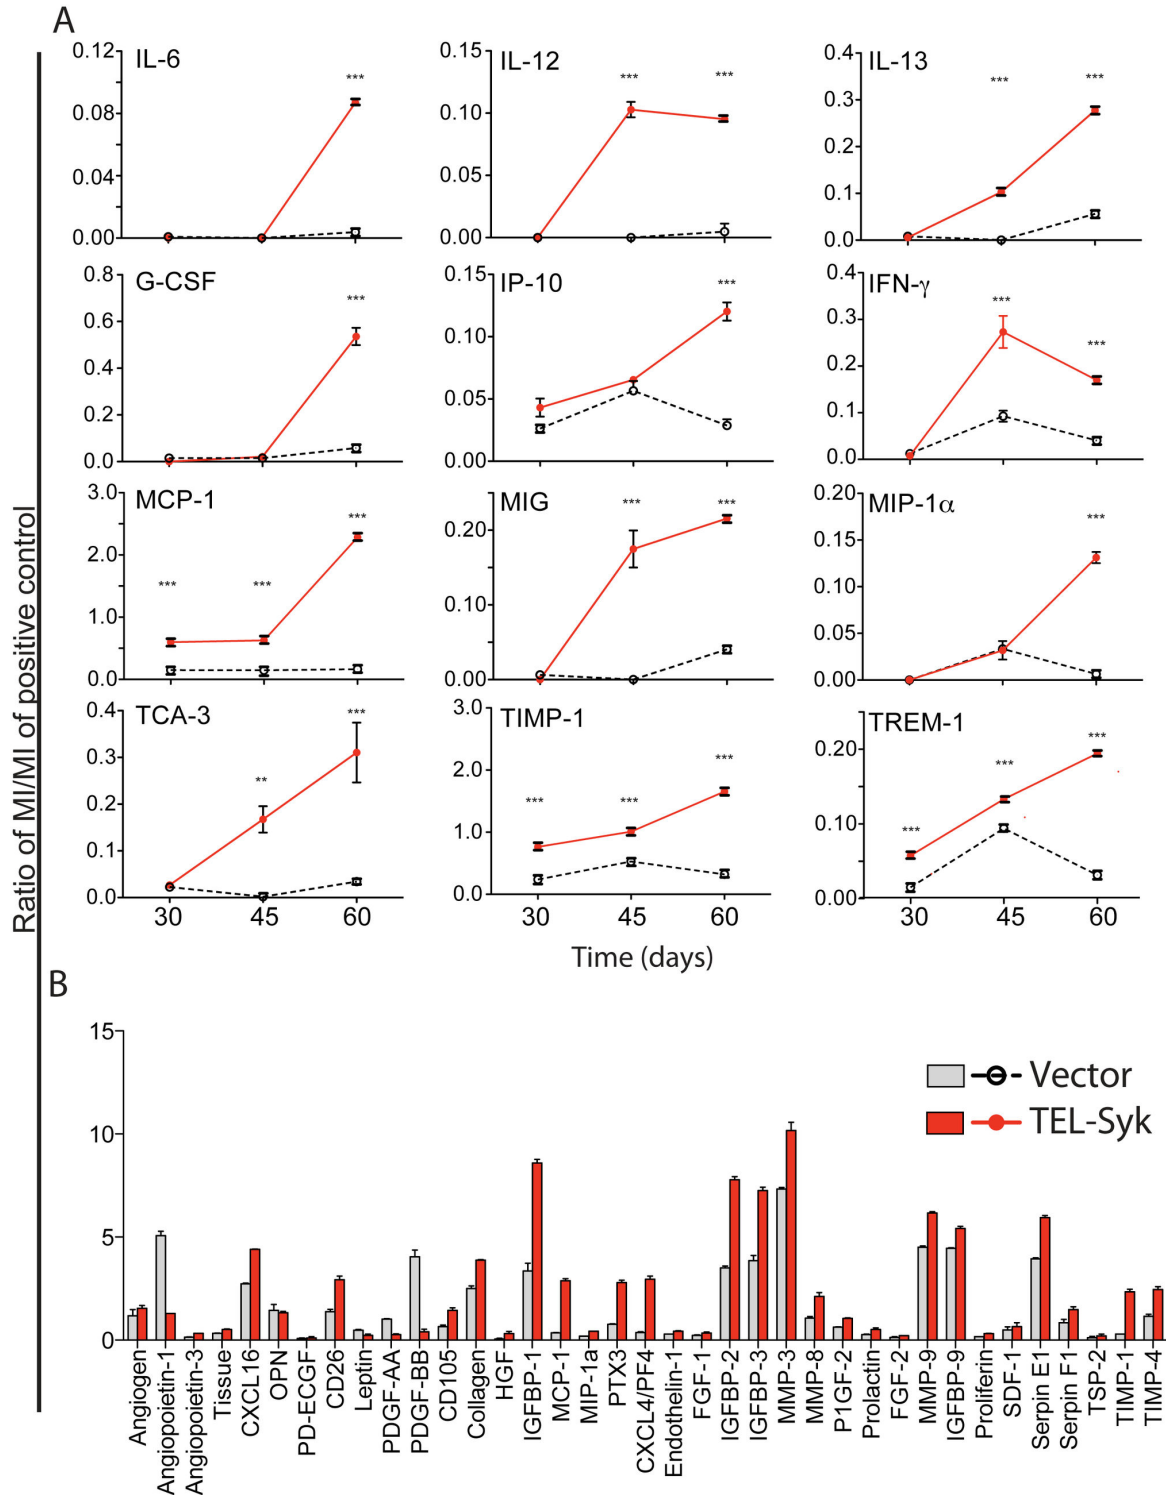 A
Ratio of MI/MI of positive control
IL-6
0.12
0.08
0.04
0.00
***
IL-12
0.15
0.10
0.05
0.00
***
***
IL-13
0.4
0.3
0.2
0.1
0.0
***
***
G-CSF
0.8
0.6
0.4
0.2
0.0
***
IP-10
0.15
0.10
0.05
0.00
***
IFN-γ
0.4
0.3
0.2
0.1
0.0
***
***
MCP-1
3.0
2.0
1.0
0.0
***
***
***
MIG
0.20
0.10
0.00
***
***
MIP-1α
0.20
0.15
0.10
0.05
0.00
***
TCA-3
0.4
0.3
0.2
0.1
0.0
**
***
30 45 60
TIMP-1
3.0
2.0
1.0
0.0
***
***
***
30 45 60
TREM-1
0.20
0.10
0.00
***
***
***
30 45 60
Time (days)
B
15
10
5
0
Vector
TEL-Syk
Angiogen
Angiopoietin-1
Angiopoietin-3
Tissue
CXCL16
OPN
PD-ECGF
CD26
Leptin
PDGF-AA
PDGF-BB
CD105
Collagen
HGF
IGFBP-1
MCP-1
MIP-1a
PTX3
CXCL4/PF4
Endothelin-1
FGF-1
IGFBP-2
IGFBP-3
MMP-3
MMP-8
P1GF-2
Prolactin
FGF-2
MMP-9
IGFBP-9
Proliferin
SDF-1
Serpin E1
Serpin F1
TSP-2
TIMP-1
TIMP-4